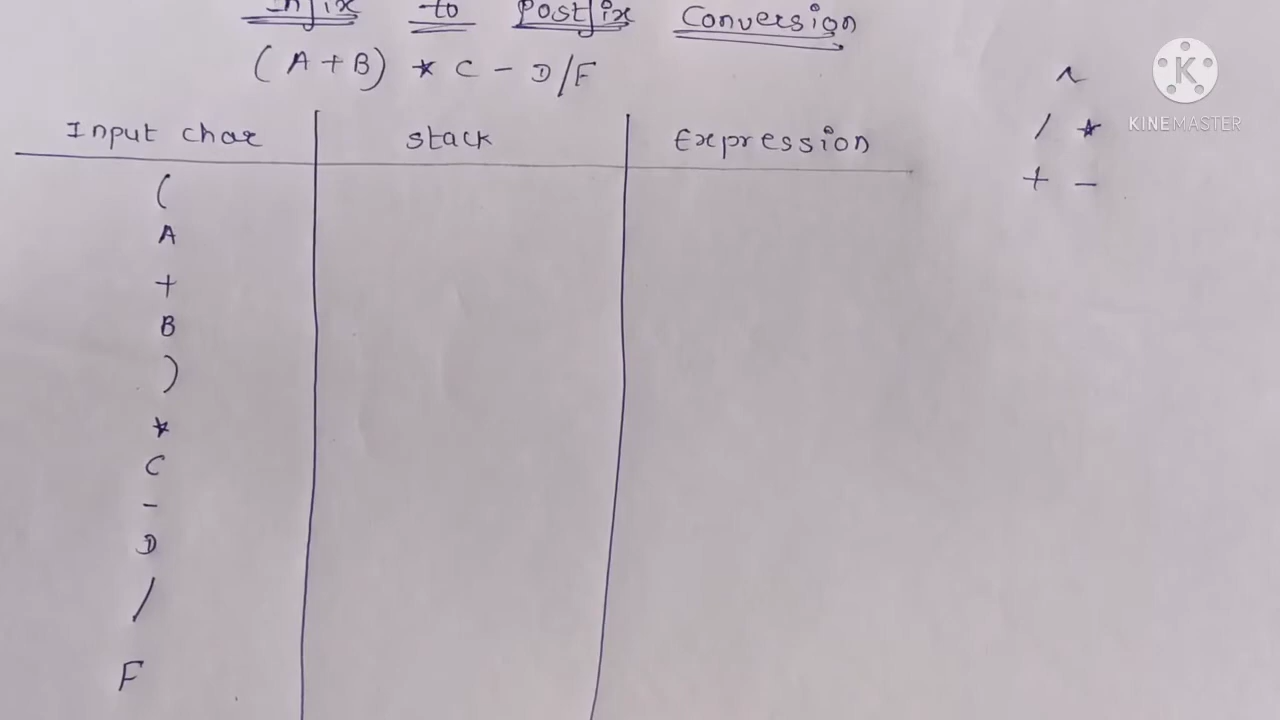 Infix to Postfix Conversion
(A+B) * C - D/F
^
K
KINEMASTER
/ *
+ -
Input char Stack Expression
(
A
+
B
)
*
C
-
D
/
F